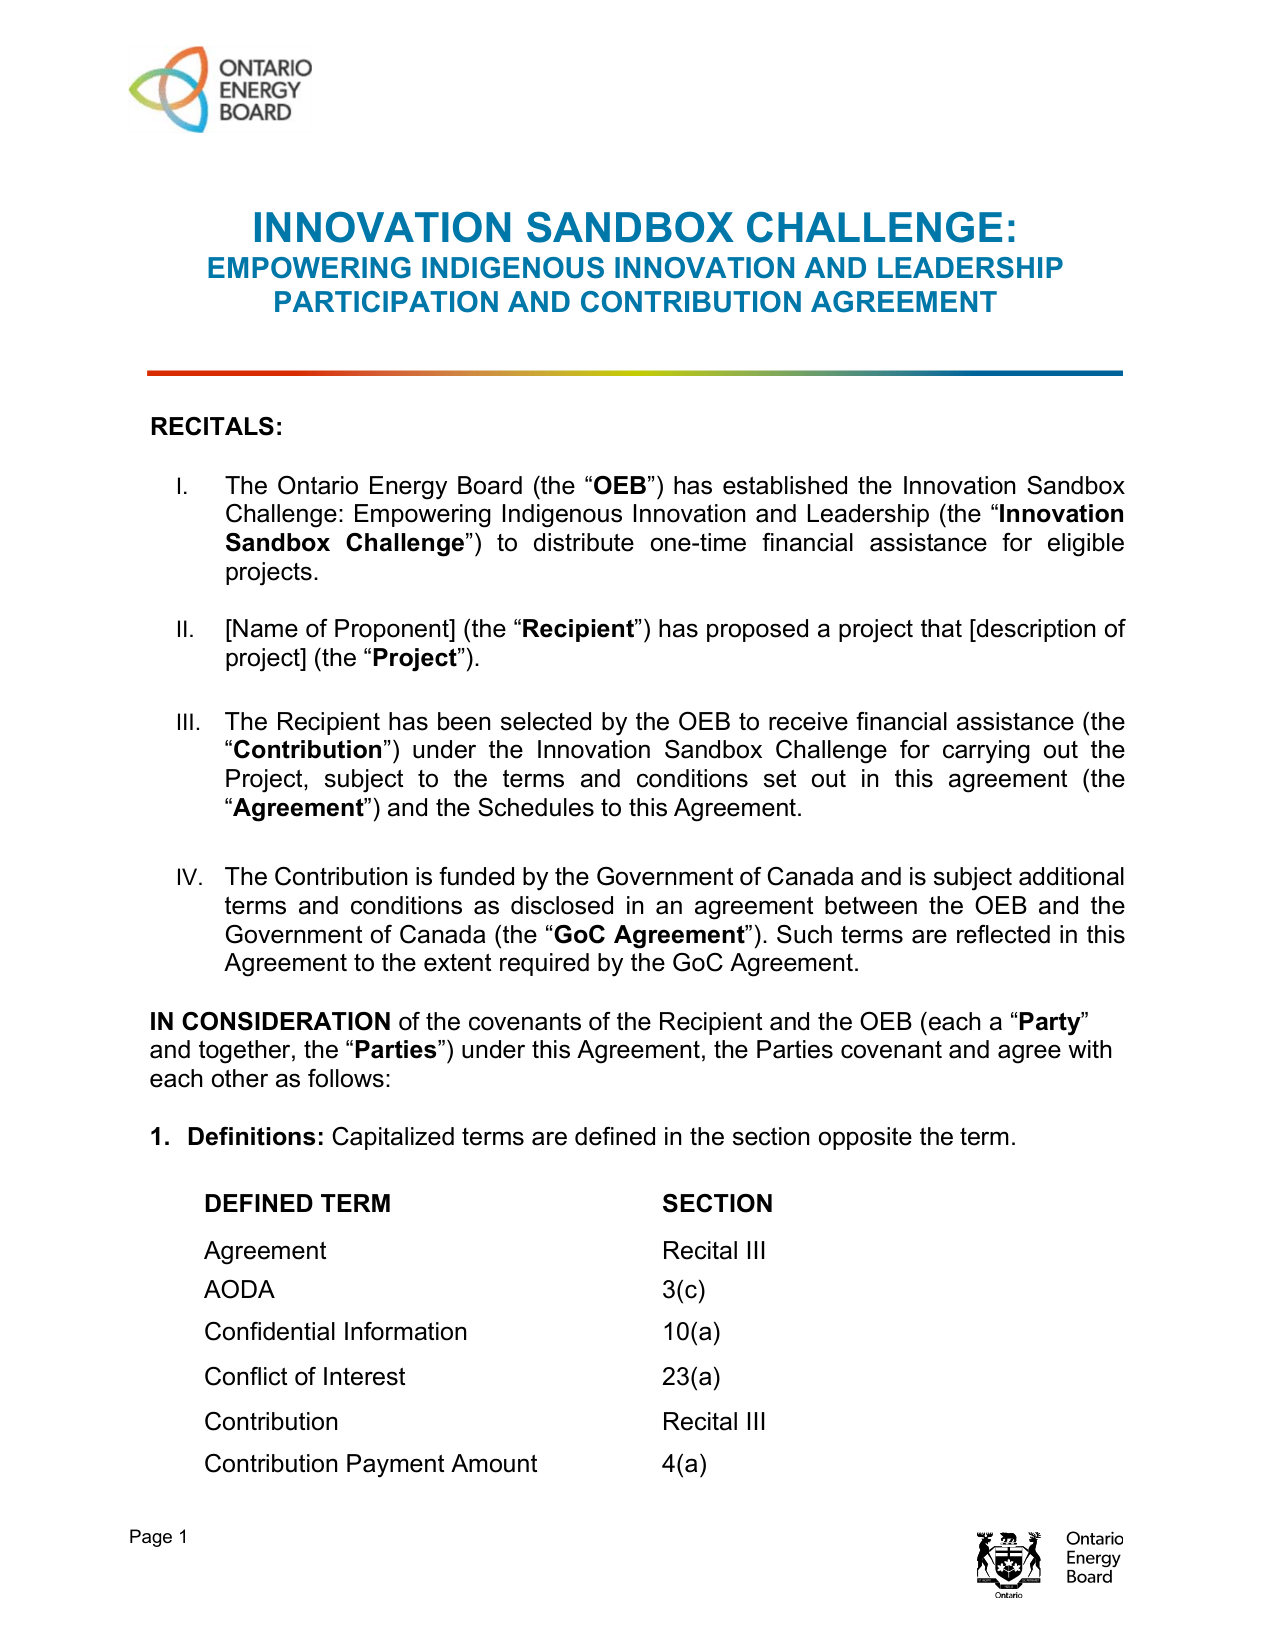 ONTARIO
ENERGY
BOARD
INNOVATION SANDBOX CHALLENGE:
EMPOWERING INDIGENOUS INNOVATION AND LEADERSHIP
PARTICIPATION AND CONTRIBUTION AGREEMENT
RECITALS:
I. The Ontario Energy Board (the “OEB”) has established the Innovation Sandbox
Challenge: Empowering Indigenous Innovation and Leadership (the “Innovation
Sandbox Challenge”) to distribute one-time financial assistance for eligible
projects.
II. [Name of Proponent] (the “Recipient”) has proposed a project that [description of
project] (the “Project”).
III. The Recipient has been selected by the OEB to receive financial assistance (the
“Contribution”) under the Innovation Sandbox Challenge for carrying out the
Project, subject to the terms and conditions set out in this agreement (the
“Agreement”) and the Schedules to this Agreement.
IV. The Contribution is funded by the Government of Canada and is subject additional
terms and conditions as disclosed in an agreement between the OEB and the
Government of Canada (the “GoC Agreement”). Such terms are reflected in this
Agreement to the extent required by the GoC Agreement.
IN CONSIDERATION of the covenants of the Recipient and the OEB (each a “Party”
and together, the “Parties”) under this Agreement, the Parties covenant and agree with
each other as follows:
1. Definitions: Capitalized terms are defined in the section opposite the term.
DEFINED TERM SECTION
Agreement Recital III
AODA 3(c)
Confidential Information 10(a)
Conflict of Interest 23(a)
Contribution Recital III
Contribution Payment Amount 4(a)
Page 1
Ontario
Ontario
Energy
Board